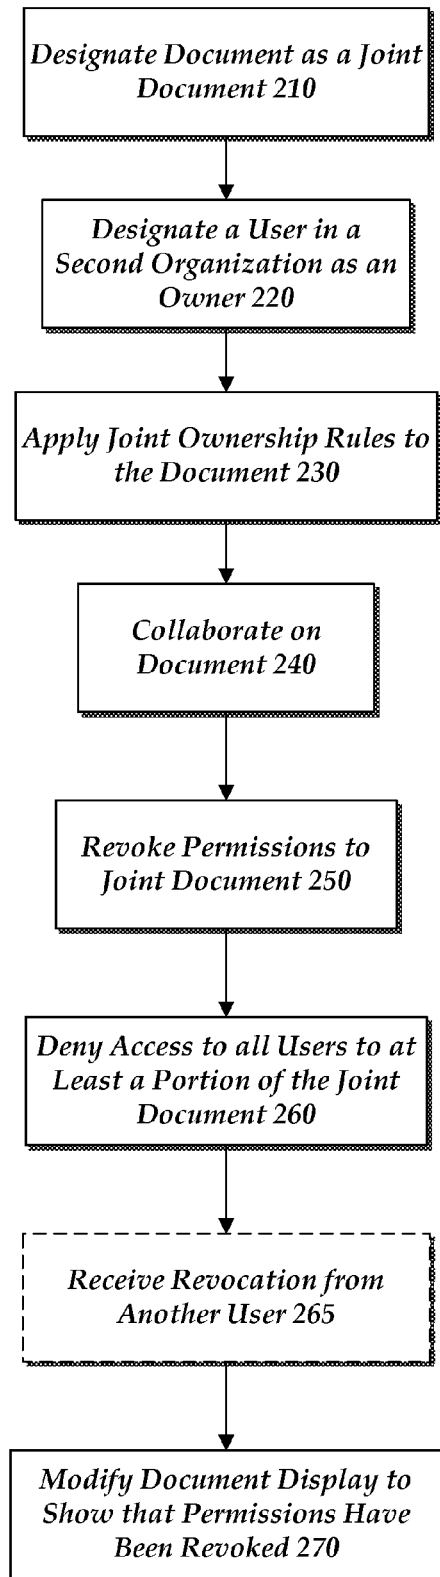 Designate Document as a Joint
Document 210
Designate a User in a
Second Organization as an
Owner 220
Apply Joint Ownership Rules to
the Document 230
Collaborate on
Document 240
Revoke Permissions to
Joint Document 250
Deny Access to all Users to at
Least a Portion of the Joint
Document 260
Receive Revocation from
Another User 265
Modify Document Display to
Show that Permissions Have
Been Revoked 270